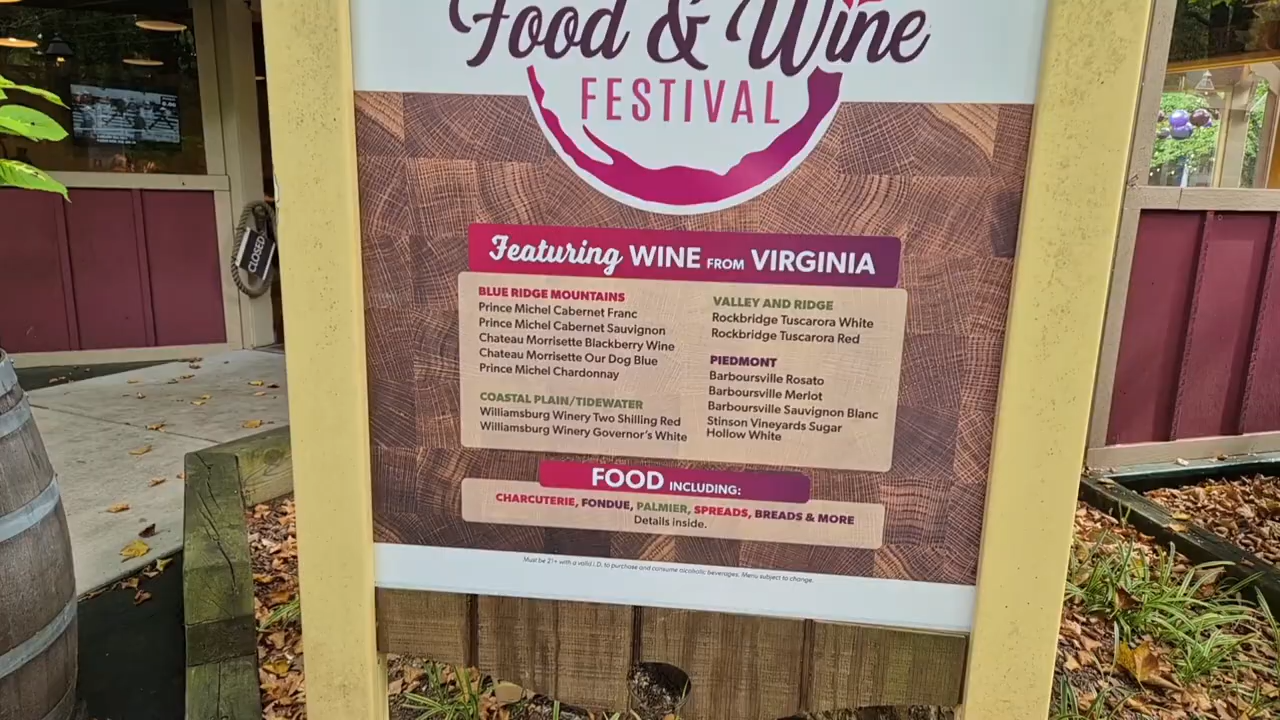 Food & Wine
FESTIVAL
CLOSED
Featuring WINE FROM VIRGINIA
BLUE RIDGE MOUNTAINS
Prince Michel Cabernet Franc
Prince Michel Cabernet Sauvignon
Chateau Morrisette Blackberry Wine
Chateau Morrisette Our Dog Blue
Prince Michel Chardonnay
COASTAL PLAIN/TIDEWATER
Williamsburg Winery Two Shilling Red
Williamsburg Winery Governor's White
VALLEY AND RIDGE
Rockbridge Tuscarora White
Rockbridge Tuscarora Red
PIEDMONT
Barboursville Rosato
Barboursville Merlot
Barboursville Sauvignon Blanc
Stinson Vineyards Sugar
Hollow White
FOOD INCLUDING:
CHARCUTERIE, FONDUE, PALMIER, SPREADS, BREADS & MORE
Details inside.
Must be 21+ with a valid I.D. to purchase and consume alcoholic beverages. Menu subject to change.